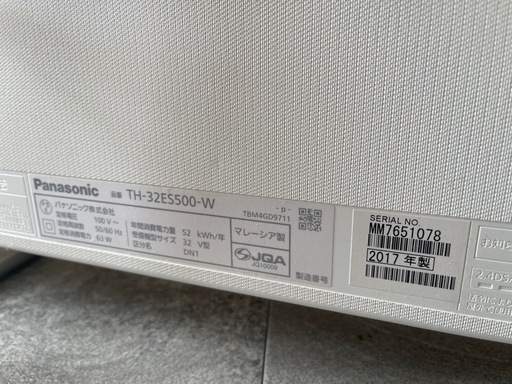 Panasonic 品番 TH-32ES500-W
"P"
TBM4GD9711
パナソニック株式会社
定格電圧 100 V~
定格周波数 50/60 Hz
定格消費電力 63 W
年間消費電力量 52 kWh/年
受信機型サイズ 32 V型
区分名 DN1
マレーシア製
JQA
JQ10009
製造番号
SERIAL NO
MM7651078
2017 年製
お知ら